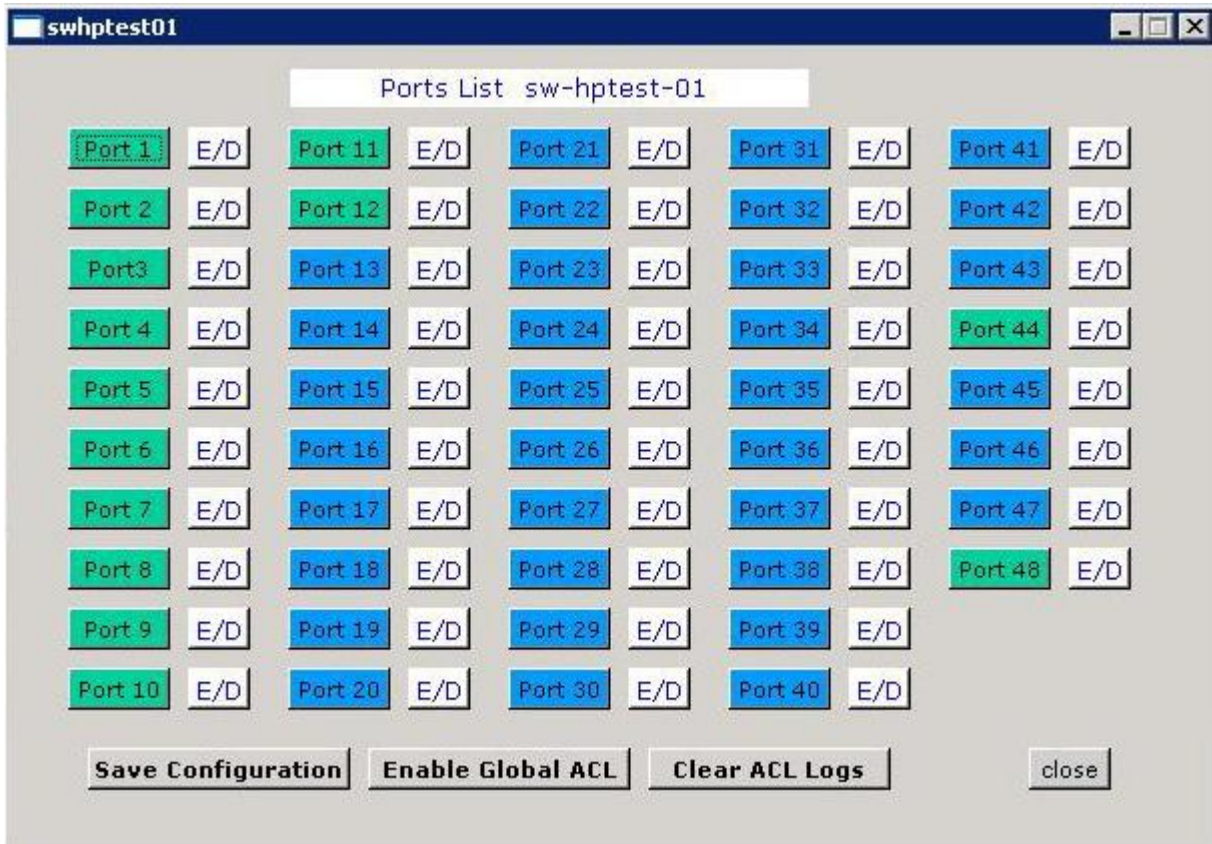 swhptest01
Ports List sw-hptest-01
Port 1 E/D Port 11 E/D Port 21 E/D Port 31 E/D Port 41 E/D
Port 2 E/D Port 12 E/D Port 22 E/D Port 32 E/D Port 42 E/D
Port3 E/D Port 13 E/D Port 23 E/D Port 33 E/D Port 43 E/D
Port 4 E/D Port 14 E/D Port 24 E/D Port 34 E/D Port 44 E/D
Port 5 E/D Port 15 E/D Port 25 E/D Port 35 E/D Port 45 E/D
Port 6 E/D Port 16 E/D Port 26 E/D Port 36 E/D Port 46 E/D
Port 7 E/D Port 17 E/D Port 27 E/D Port 37 E/D Port 47 E/D
Port 8 E/D Port 18 E/D Port 28 E/D Port 38 E/D Port 48 E/D
Port 9 E/D Port 19 E/D Port 29 E/D Port 39 E/D
Port 10 E/D Port 20 E/D Port 30 E/D Port 40 E/D
Save Configuration Enable Global ACL Clear ACL Logs close